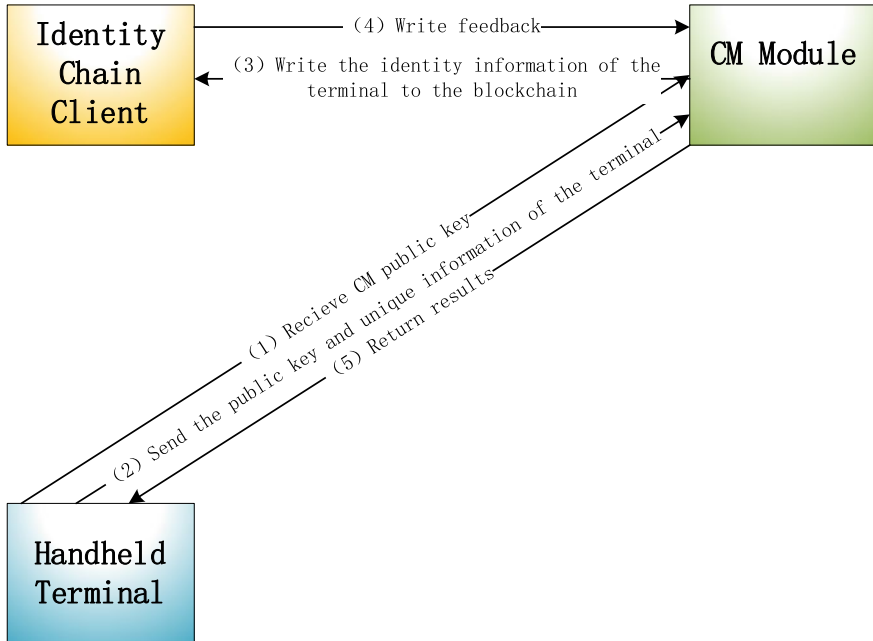 Identity
Chain
Client
(4) Write feedback
(3) Write the identity information of the
terminal to the blockchain
CM Module
(1) Recieve CM public key
(2) Send the public key and unique information of the terminal
(5) Return results
Handheld
Terminal